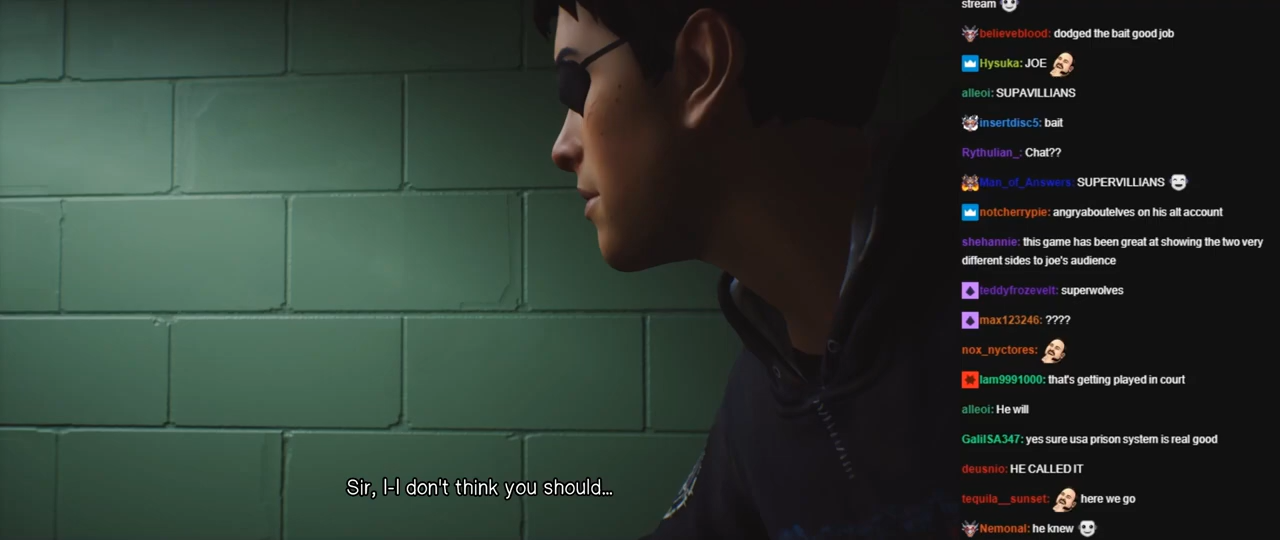 Sir, I-I don't think you should...
stream
believeblood: dodged the bait good job
Hysuka: JOE
alleoi: SUPAVILLIANS
insertdisc5: bait
Rythulian_: Chat??
Man_of_Answers: SUPERVILLIANS
notcherrypie: angryaboutelves on his alt account
shehannie: this game has been great at showing the two very
different sides to joe's audience
teddyfrozevelt: superwolves
max123246: ????
nox_nyctores:
lam9991000: that's getting played in court
alleoi: He will
GalilSA347: yes sure usa prison system is real good
deusnio: HE CALLED IT
tequila__sunset: here we go
Nemonal: he knew